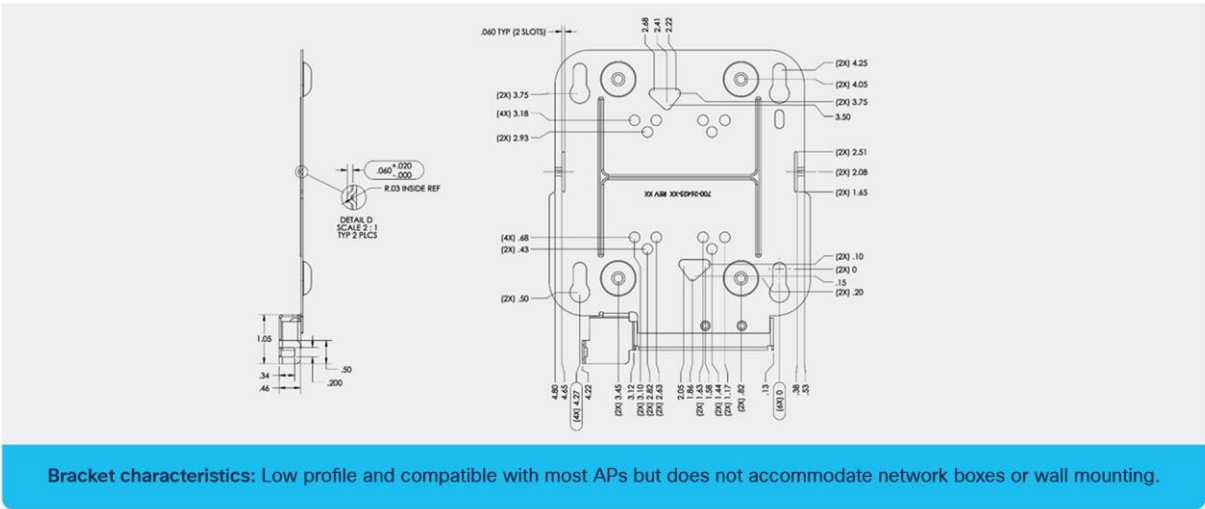 .060 TYP (2 SLOTS)
2.68
2.41
2.22
(2X) 3.75
(4X) 3.18
(2X) 2.93
(2X) 4.25
(2X) 4.05
(2X) 3.75
3.50
(2X) 2.51
(2X) 2.08
(2X) 1.65
.060 +.020 -.000
R.03 INSIDE REF
DETAIL D
SCALE 2 : 1
TYP 2 PLCS
700-26425-XX REV XX
(4X) .68
(2X) .43
(2X) .50
(2X) .10
(2X) 0
.15
(2X) .20
1.05
.34
.46
.50
.200
4.80
4.65
(4X) 4.27
4.22
(2X) 3.45
3.12
(2X) 3.10
(2X) 2.82
(2X) 2.63
2.05
1.86
(2X) 1.63
1.58
(2X) 1.44
(2X) 1.17
(2X) .82
.13
(6X) 0
.38
.53
Bracket characteristics: Low profile and compatible with most APs but does not accommodate network boxes or wall mounting.